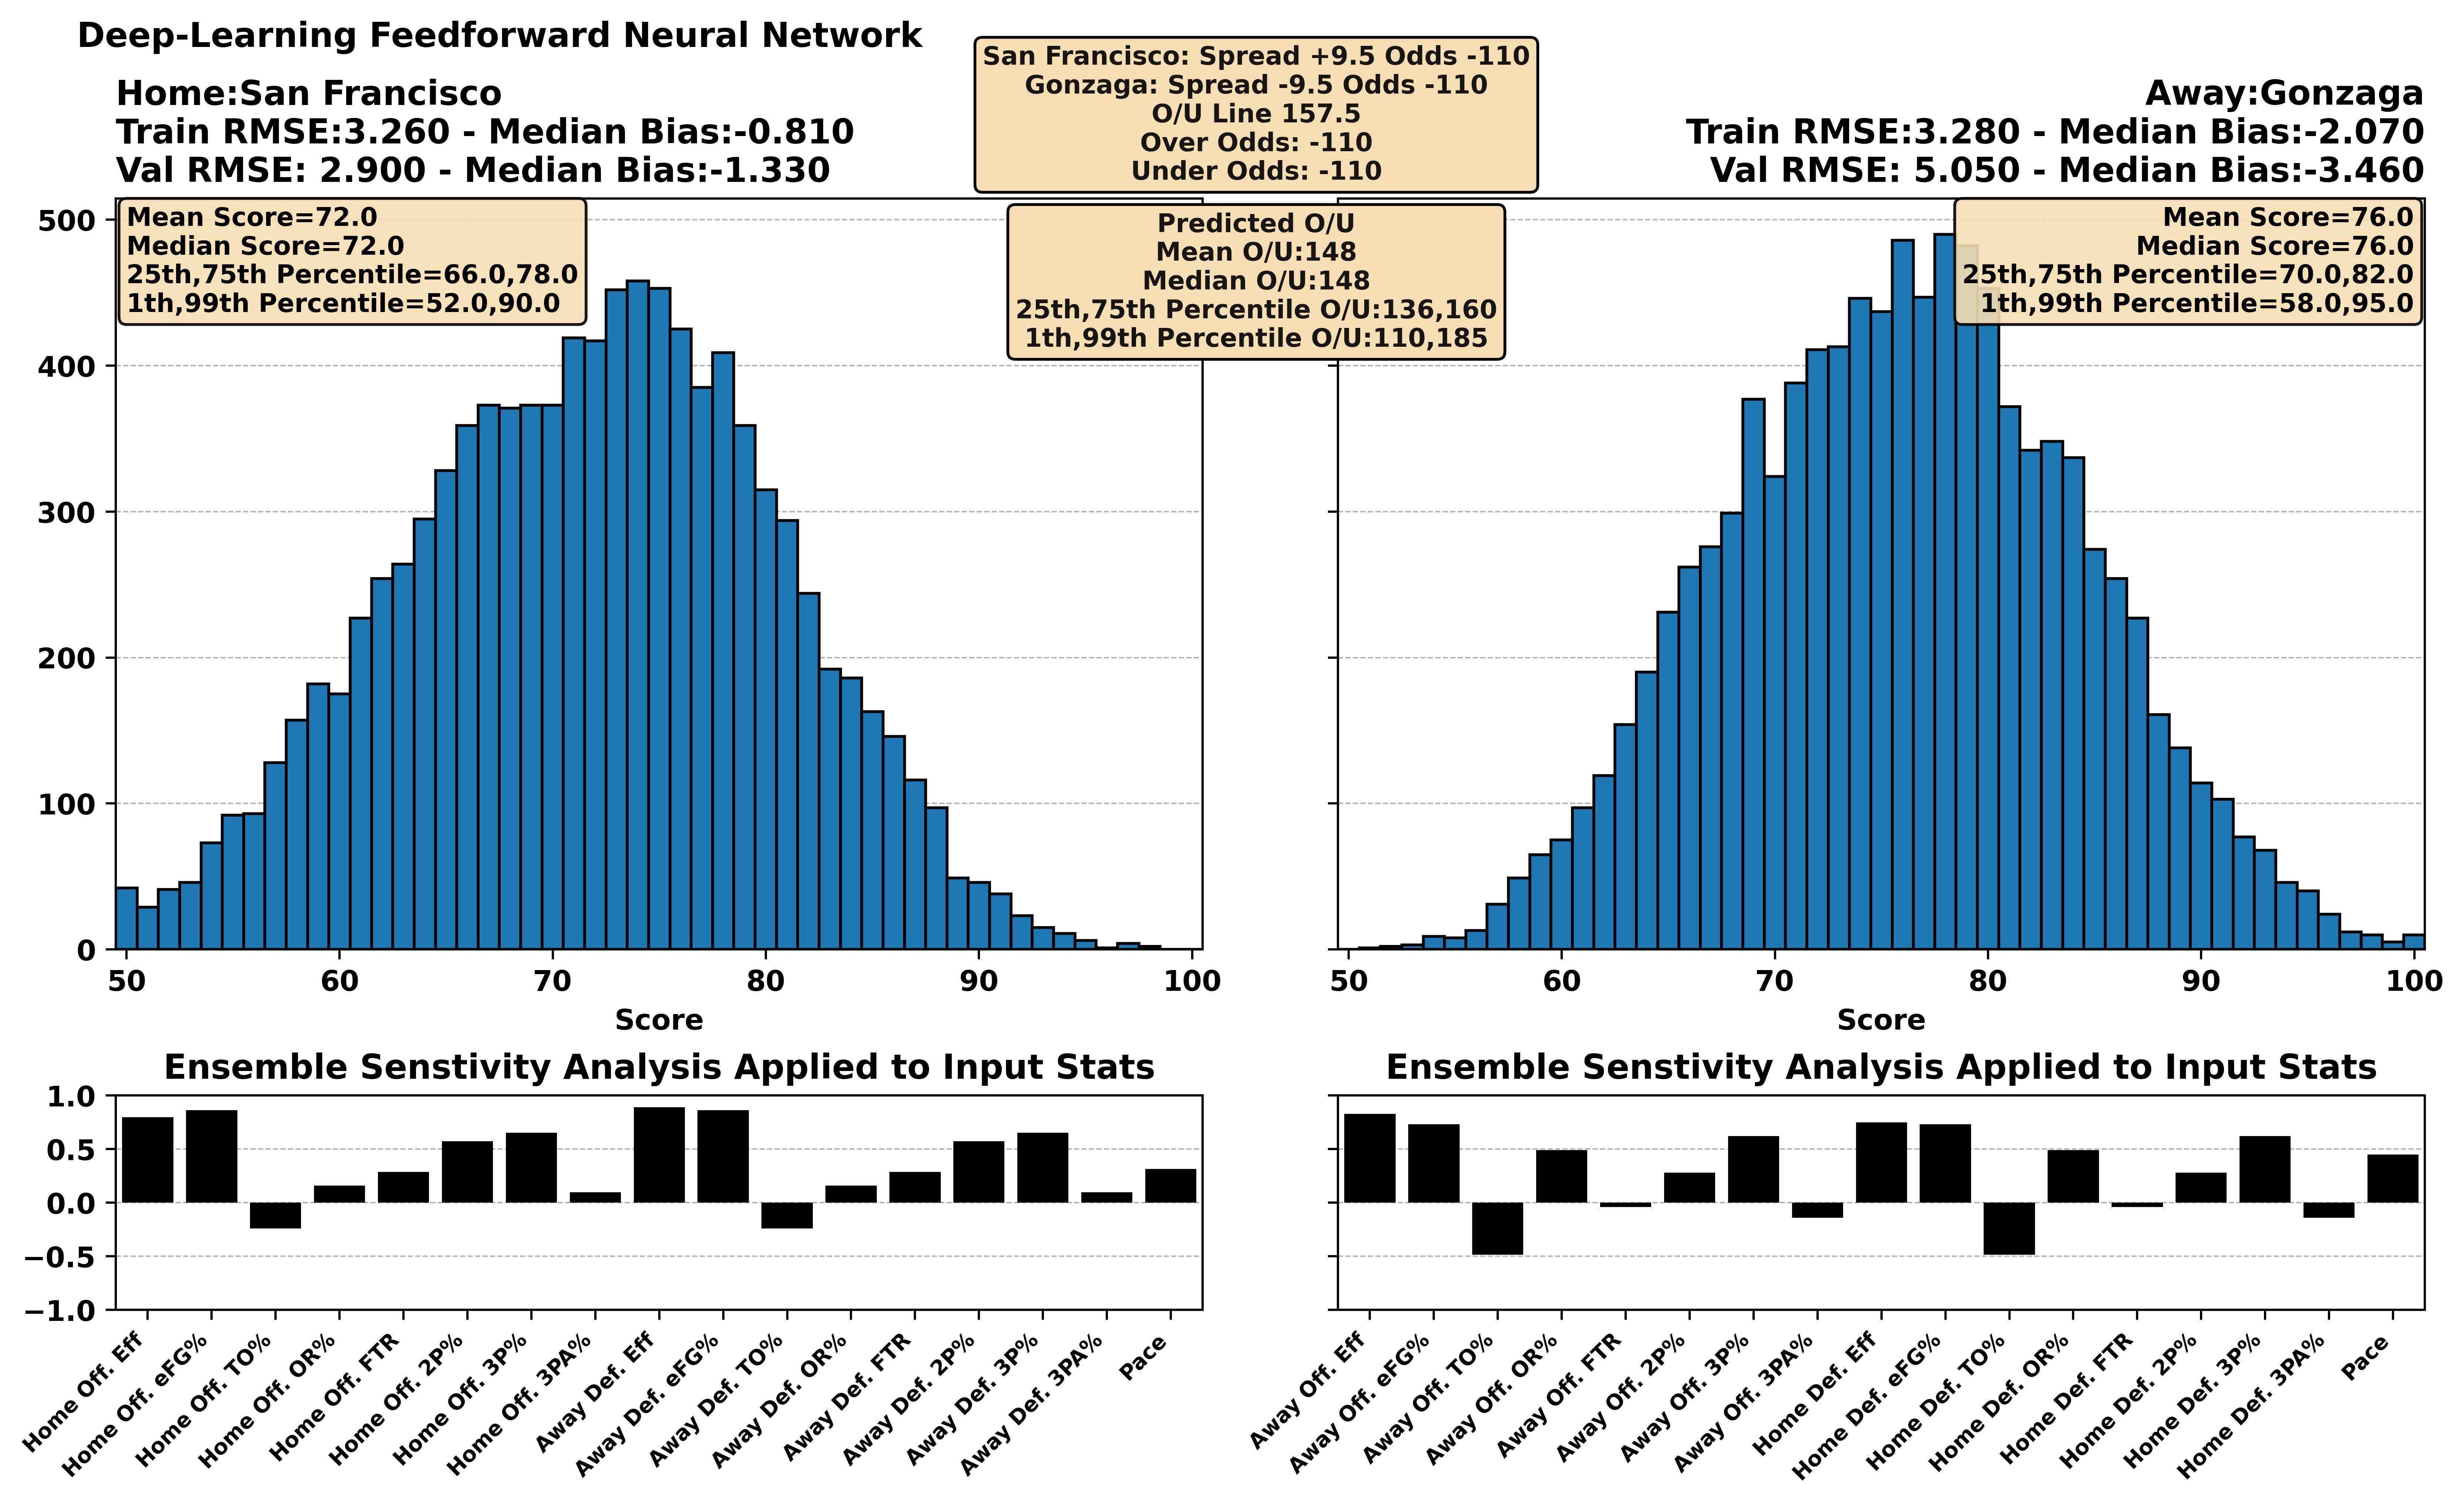 Deep-Learning Feedforward Neural Network
Home:San Francisco
Train RMSE:3.260 - Median Bias:-0.810
Val RMSE: 2.900 - Median Bias:-1.330
San Francisco: Spread +9.5 Odds -110
Gonzaga: Spread -9.5 Odds -110
O/U Line 157.5
Over Odds: -110
Under Odds: -110
Away:Gonzaga
Train RMSE:3.280 - Median Bias:-2.070
Val RMSE: 5.050 - Median Bias:-3.460
Mean Score=72.0
Median Score=72.0
25th,75th Percentile=66.0,78.0
1th,99th Percentile=52.0,90.0
Predicted O/U
Mean O/U:148
Median O/U:148
25th,75th Percentile O/U:136,160
1th,99th Percentile O/U:110,185
Mean Score=76.0
Median Score=76.0
25th,75th Percentile=70.0,82.0
1th,99th Percentile=58.0,95.0
500
400
300
200
100
0
50 60 70 80 90 100
Score
50 60 70 80 90 100
Score
Ensemble Senstivity Analysis Applied to Input Stats
1.0
0.5
0.0
−0.5
−1.0
Home Off. Eff
Home Off. eFG%
Home Off. TO%
Home Off. OR%
Home Off. FTR
Home Off. 2P%
Home Off. 3P%
Home Off. 3PA%
Away Def. Eff
Away Def. eFG%
Away Def. TO%
Away Def. OR%
Away Def. FTR
Away Def. 2P%
Away Def. 3P%
Away Def. 3PA%
Pace
Ensemble Senstivity Analysis Applied to Input Stats
Away Off. Eff
Away Off. eFG%
Away Off. TO%
Away Off. OR%
Away Off. FTR
Away Off. 2P%
Away Off. 3P%
Away Off. 3PA%
Home Def. Eff
Home Def. eFG%
Home Def. TO%
Home Def. OR%
Home Def. FTR
Home Def. 2P%
Home Def. 3P%
Home Def. 3PA%
Pace